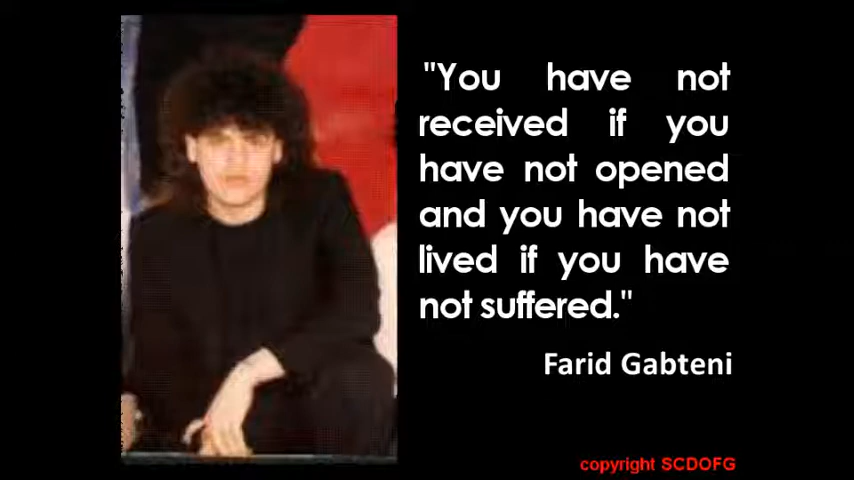 "You have not
received if you
have not opened
and you have not
lived if you have
not suffered."
Farid Gabteni
copyright SCDOFG